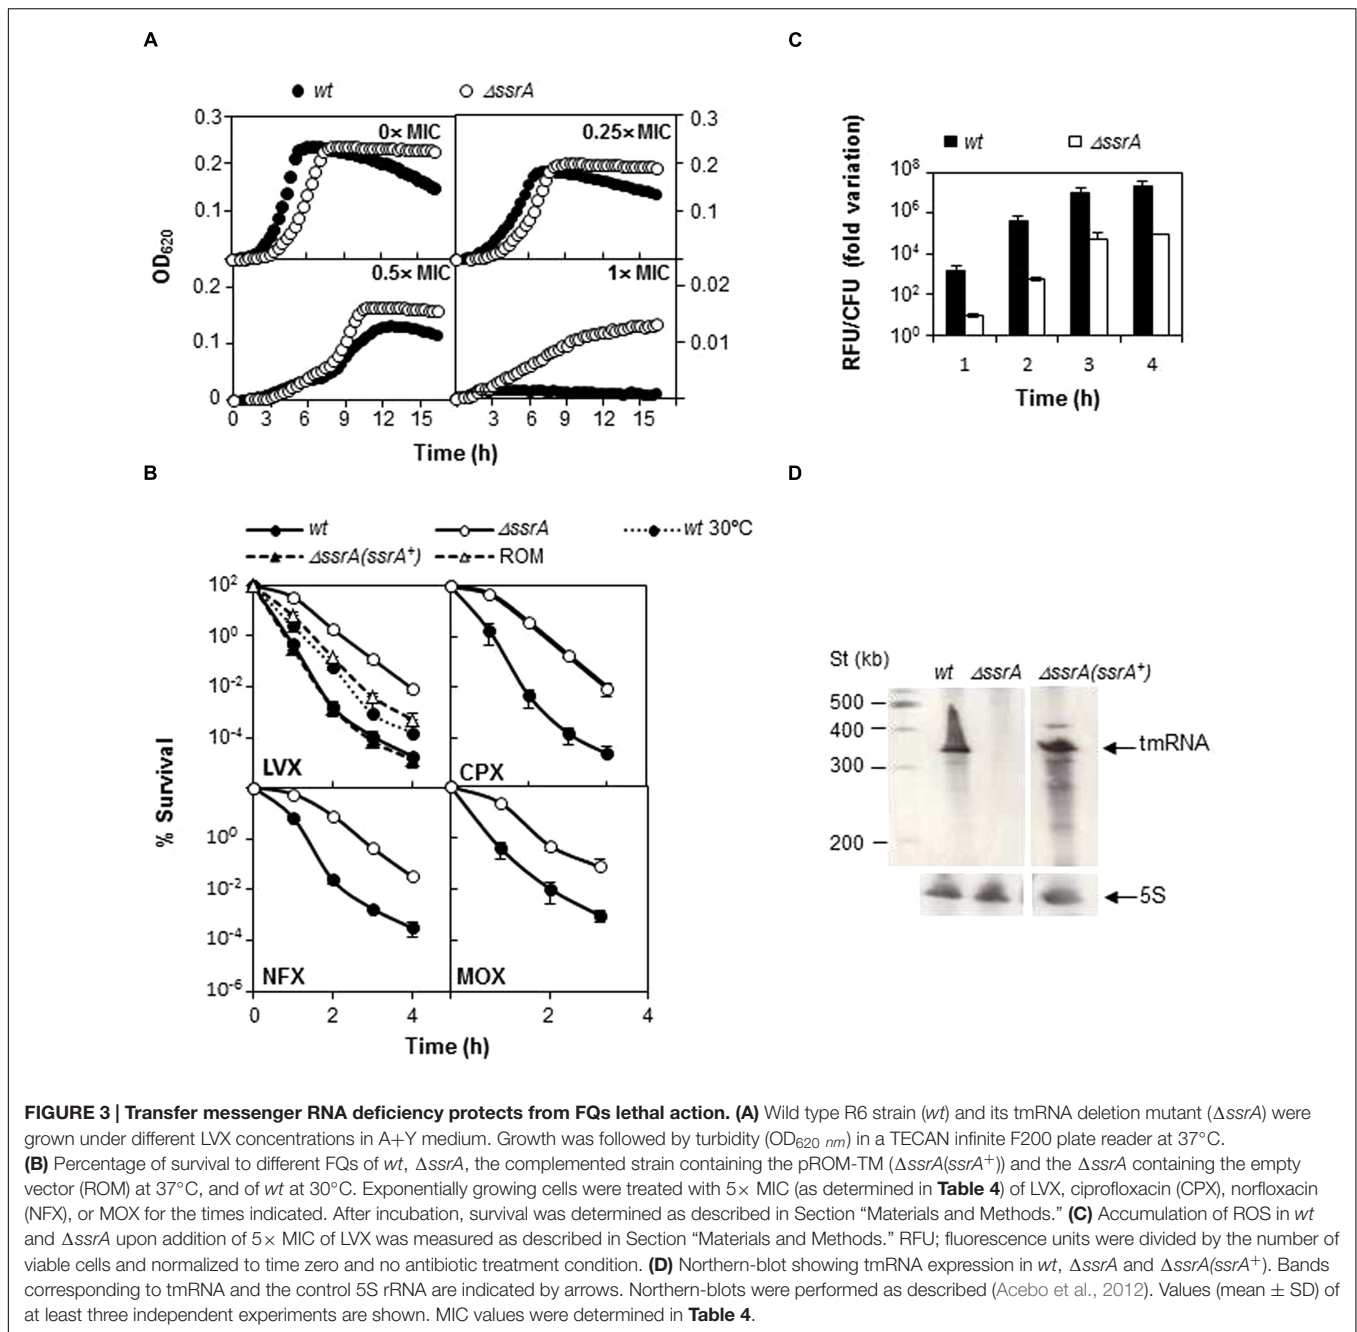 A
● wt ○ ΔssrA
0.3
0.2
0.1
0× MIC
0.25× MIC
0.3
0.2
0.1
OD620
0.2
0.1
0
0.5× MIC
1× MIC
0.02
0.01
0 3 6 9 12 15 3 6 9 12 15
Time (h)
C
wt ΔssrA
RFU/CFU (fold variation)
10^8
10^6
10^4
10^2
10^0
1 2 3 4
Time (h)
B
wt ΔssrA wt 30°C
ΔssrA(ssrA+) ROM
% Survival
10^2
10^0
10^-2
10^-4
LVX CPX
10^0
10^-2
10^-4
10^-6
NFX MOX
0 2 4 2 4
Time (h)
D
St (kb) wt ΔssrA ΔssrA(ssrA+)
500
400
300
200
tmRNA
5S
FIGURE 3 | Transfer messenger RNA deficiency protects from FQs lethal action. (A) Wild type R6 strain (wt) and its tmRNA deletion mutant (ΔssrA) were
grown under different LVX concentrations in A+Y medium. Growth was followed by turbidity (OD620 nm) in a TECAN infinite F200 plate reader at 37°C.
(B) Percentage of survival to different FQs of wt, ΔssrA, the complemented strain containing the pROM-TM (ΔssrA(ssrA+)) and the ΔssrA containing the empty
vector (ROM) at 37°C, and of wt at 30°C. Exponentially growing cells were treated with 5× MIC (as determined in Table 4) of LVX, ciprofloxacin (CPX), norfloxacin
(NFX), or MOX for the times indicated. After incubation, survival was determined as described in Section “Materials and Methods.” (C) Accumulation of ROS in wt
and ΔssrA upon addition of 5× MIC of LVX was measured as described in Section “Materials and Methods.” RFU; fluorescence units were divided by the number of
viable cells and normalized to time zero and no antibiotic treatment condition. (D) Northern-blot showing tmRNA expression in wt, ΔssrA and ΔssrA(ssrA+). Bands
corresponding to tmRNA and the control 5S rRNA are indicated by arrows. Northern-blots were performed as described (Acebo et al., 2012). Values (mean ± SD) of
at least three independent experiments are shown. MIC values were determined in Table 4.